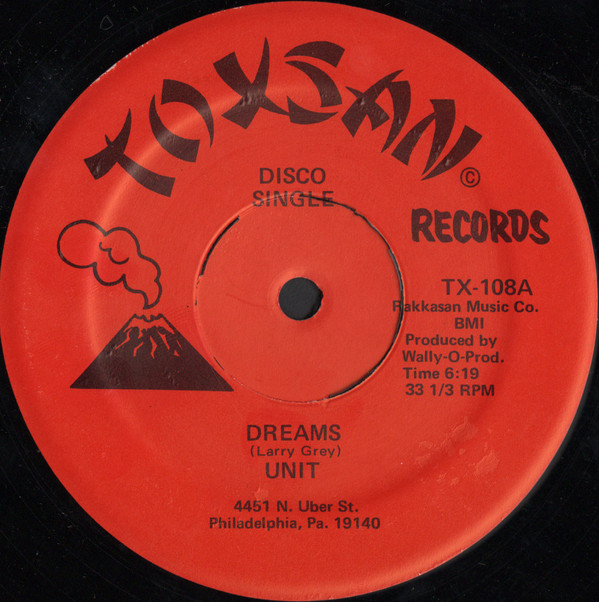 TOXSAN ©
DISCO
SINGLE
RECORDS
TX-108A
Rakkasan Music Co.
BMI
Produced by
Wally-O-Prod.
Time 6:19
33 1/3 RPM
DREAMS
(Larry Grey)
UNIT
4451 N. Uber St.
Philadelphia, Pa. 19140